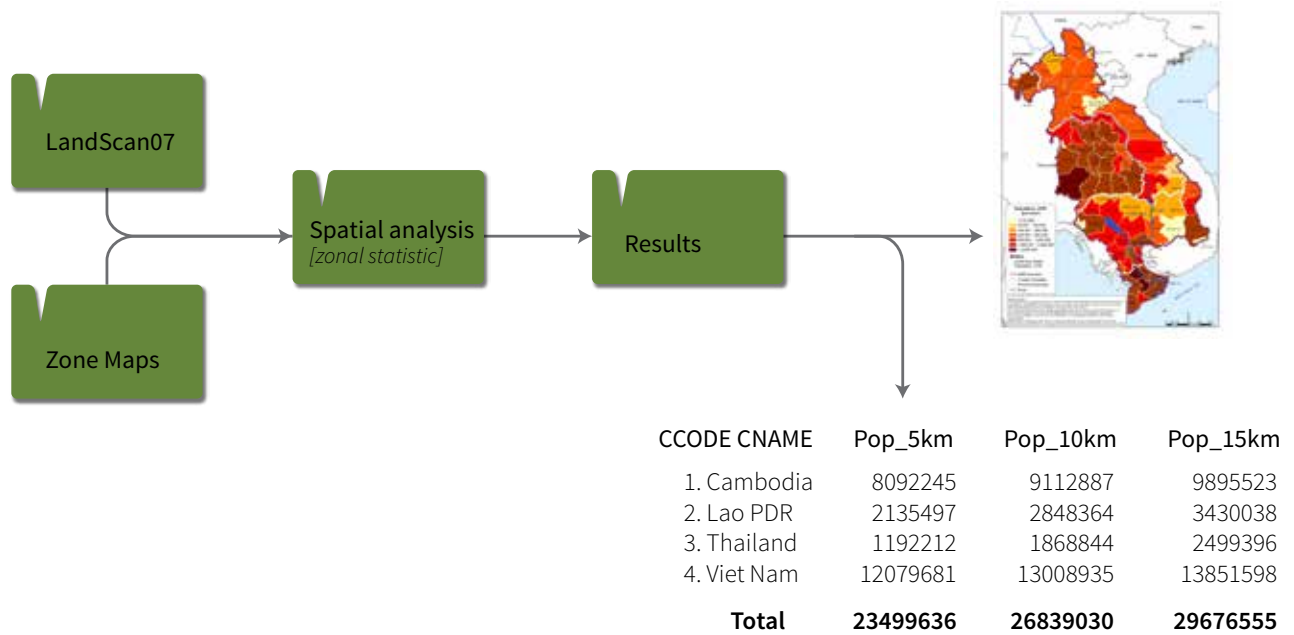 LandScan07
Zone Maps
Spatial analysis
[zonal statistic]
Results
CCODE CNAME Pop_5km Pop_10km Pop_15km
1. Cambodia 8092245 9112887 9895523
2. Lao PDR 2135497 2848364 3430038
3. Thailand 1192212 1868844 2499396
4. Viet Nam 12079681 13008935 13851598
Total 23499636 26839030 29676555